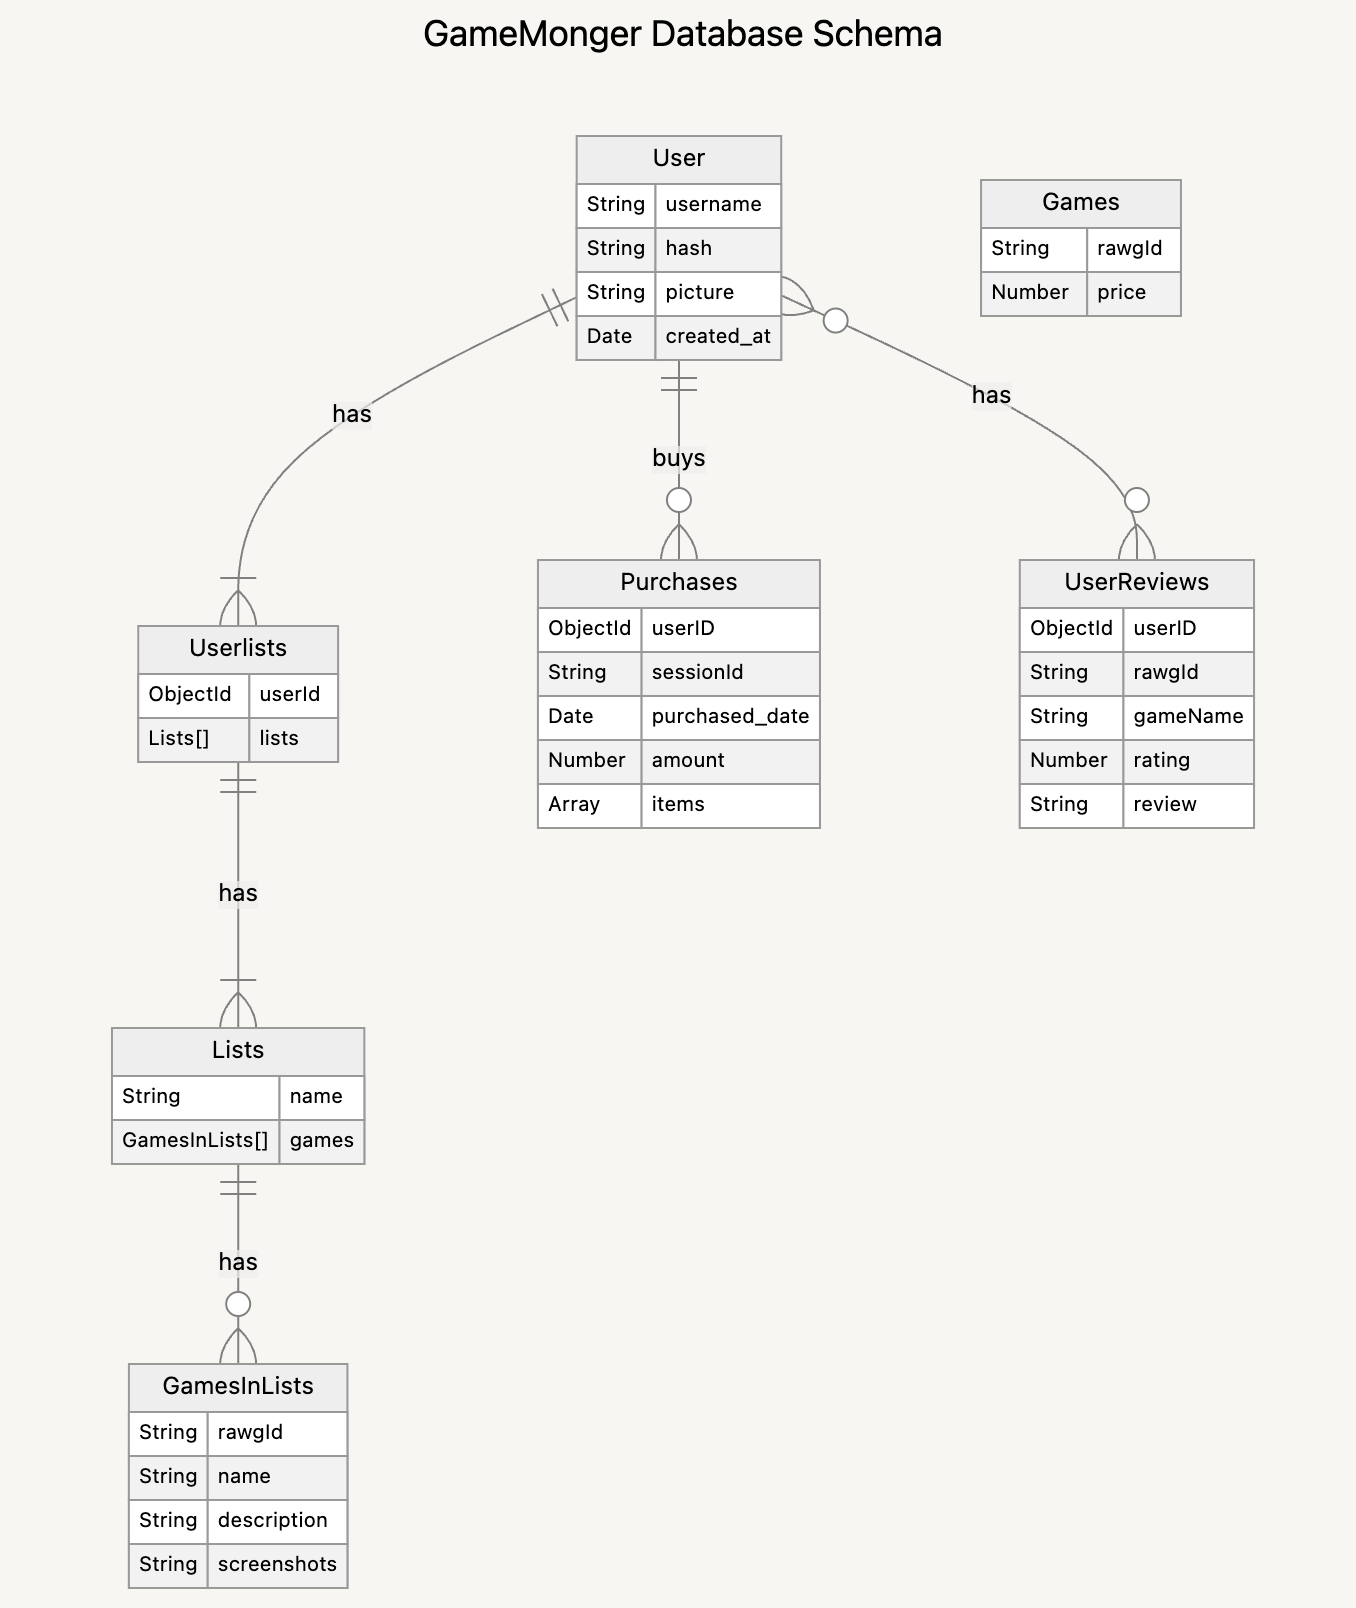 GameMonger Database Schema
User
String username
String hash
String picture
Date created_at
Games
String rawgId
Number price
has
buys
has
Userlists
ObjectId userId
Lists[] lists
Purchases
ObjectId userID
String sessionId
Date purchased_date
Number amount
Array items
UserReviews
ObjectId userID
String rawgId
String gameName
Number rating
String review
has
Lists
String name
GamesInLists[] games
has
GamesInLists
String rawgId
String name
String description
String screenshots